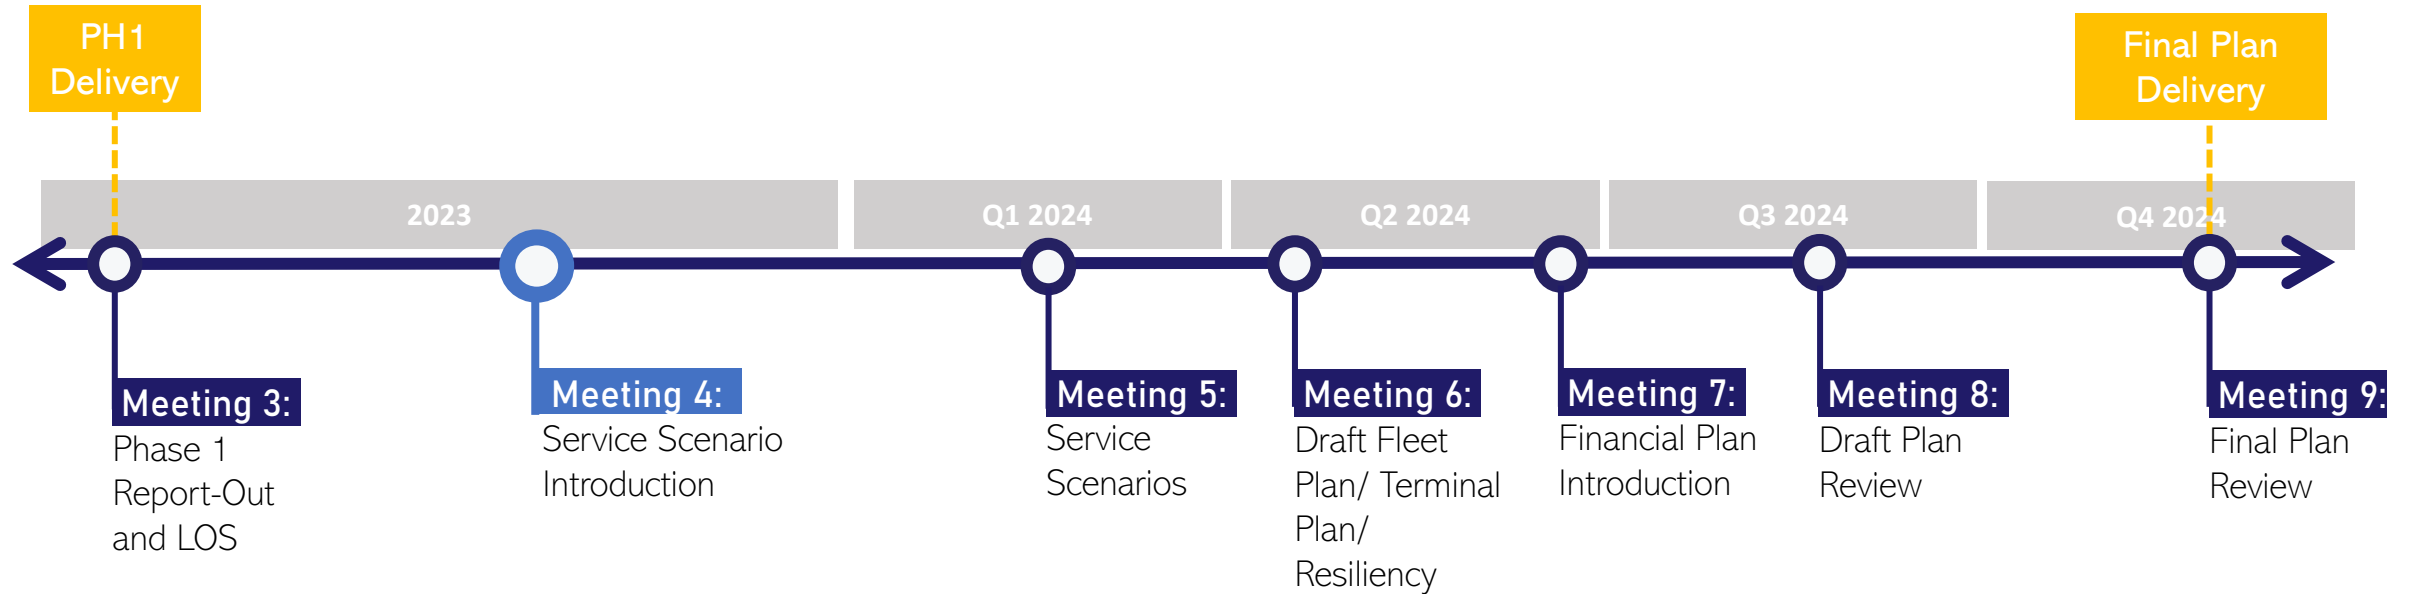 PH1
Delivery
Final Plan
Delivery
2023
Q1 2024
Q2 2024
Q3 2024
Q4 2024
Meeting 3:
Phase 1
Report-Out
and LOS
Meeting 4:
Service Scenario
Introduction
Meeting 5:
Service
Scenarios
Meeting 6:
Draft Fleet
Plan/ Terminal
Plan/
Resiliency
Meeting 7:
Financial Plan
Introduction
Meeting 8:
Draft Plan
Review
Meeting 9:
Final Plan
Review